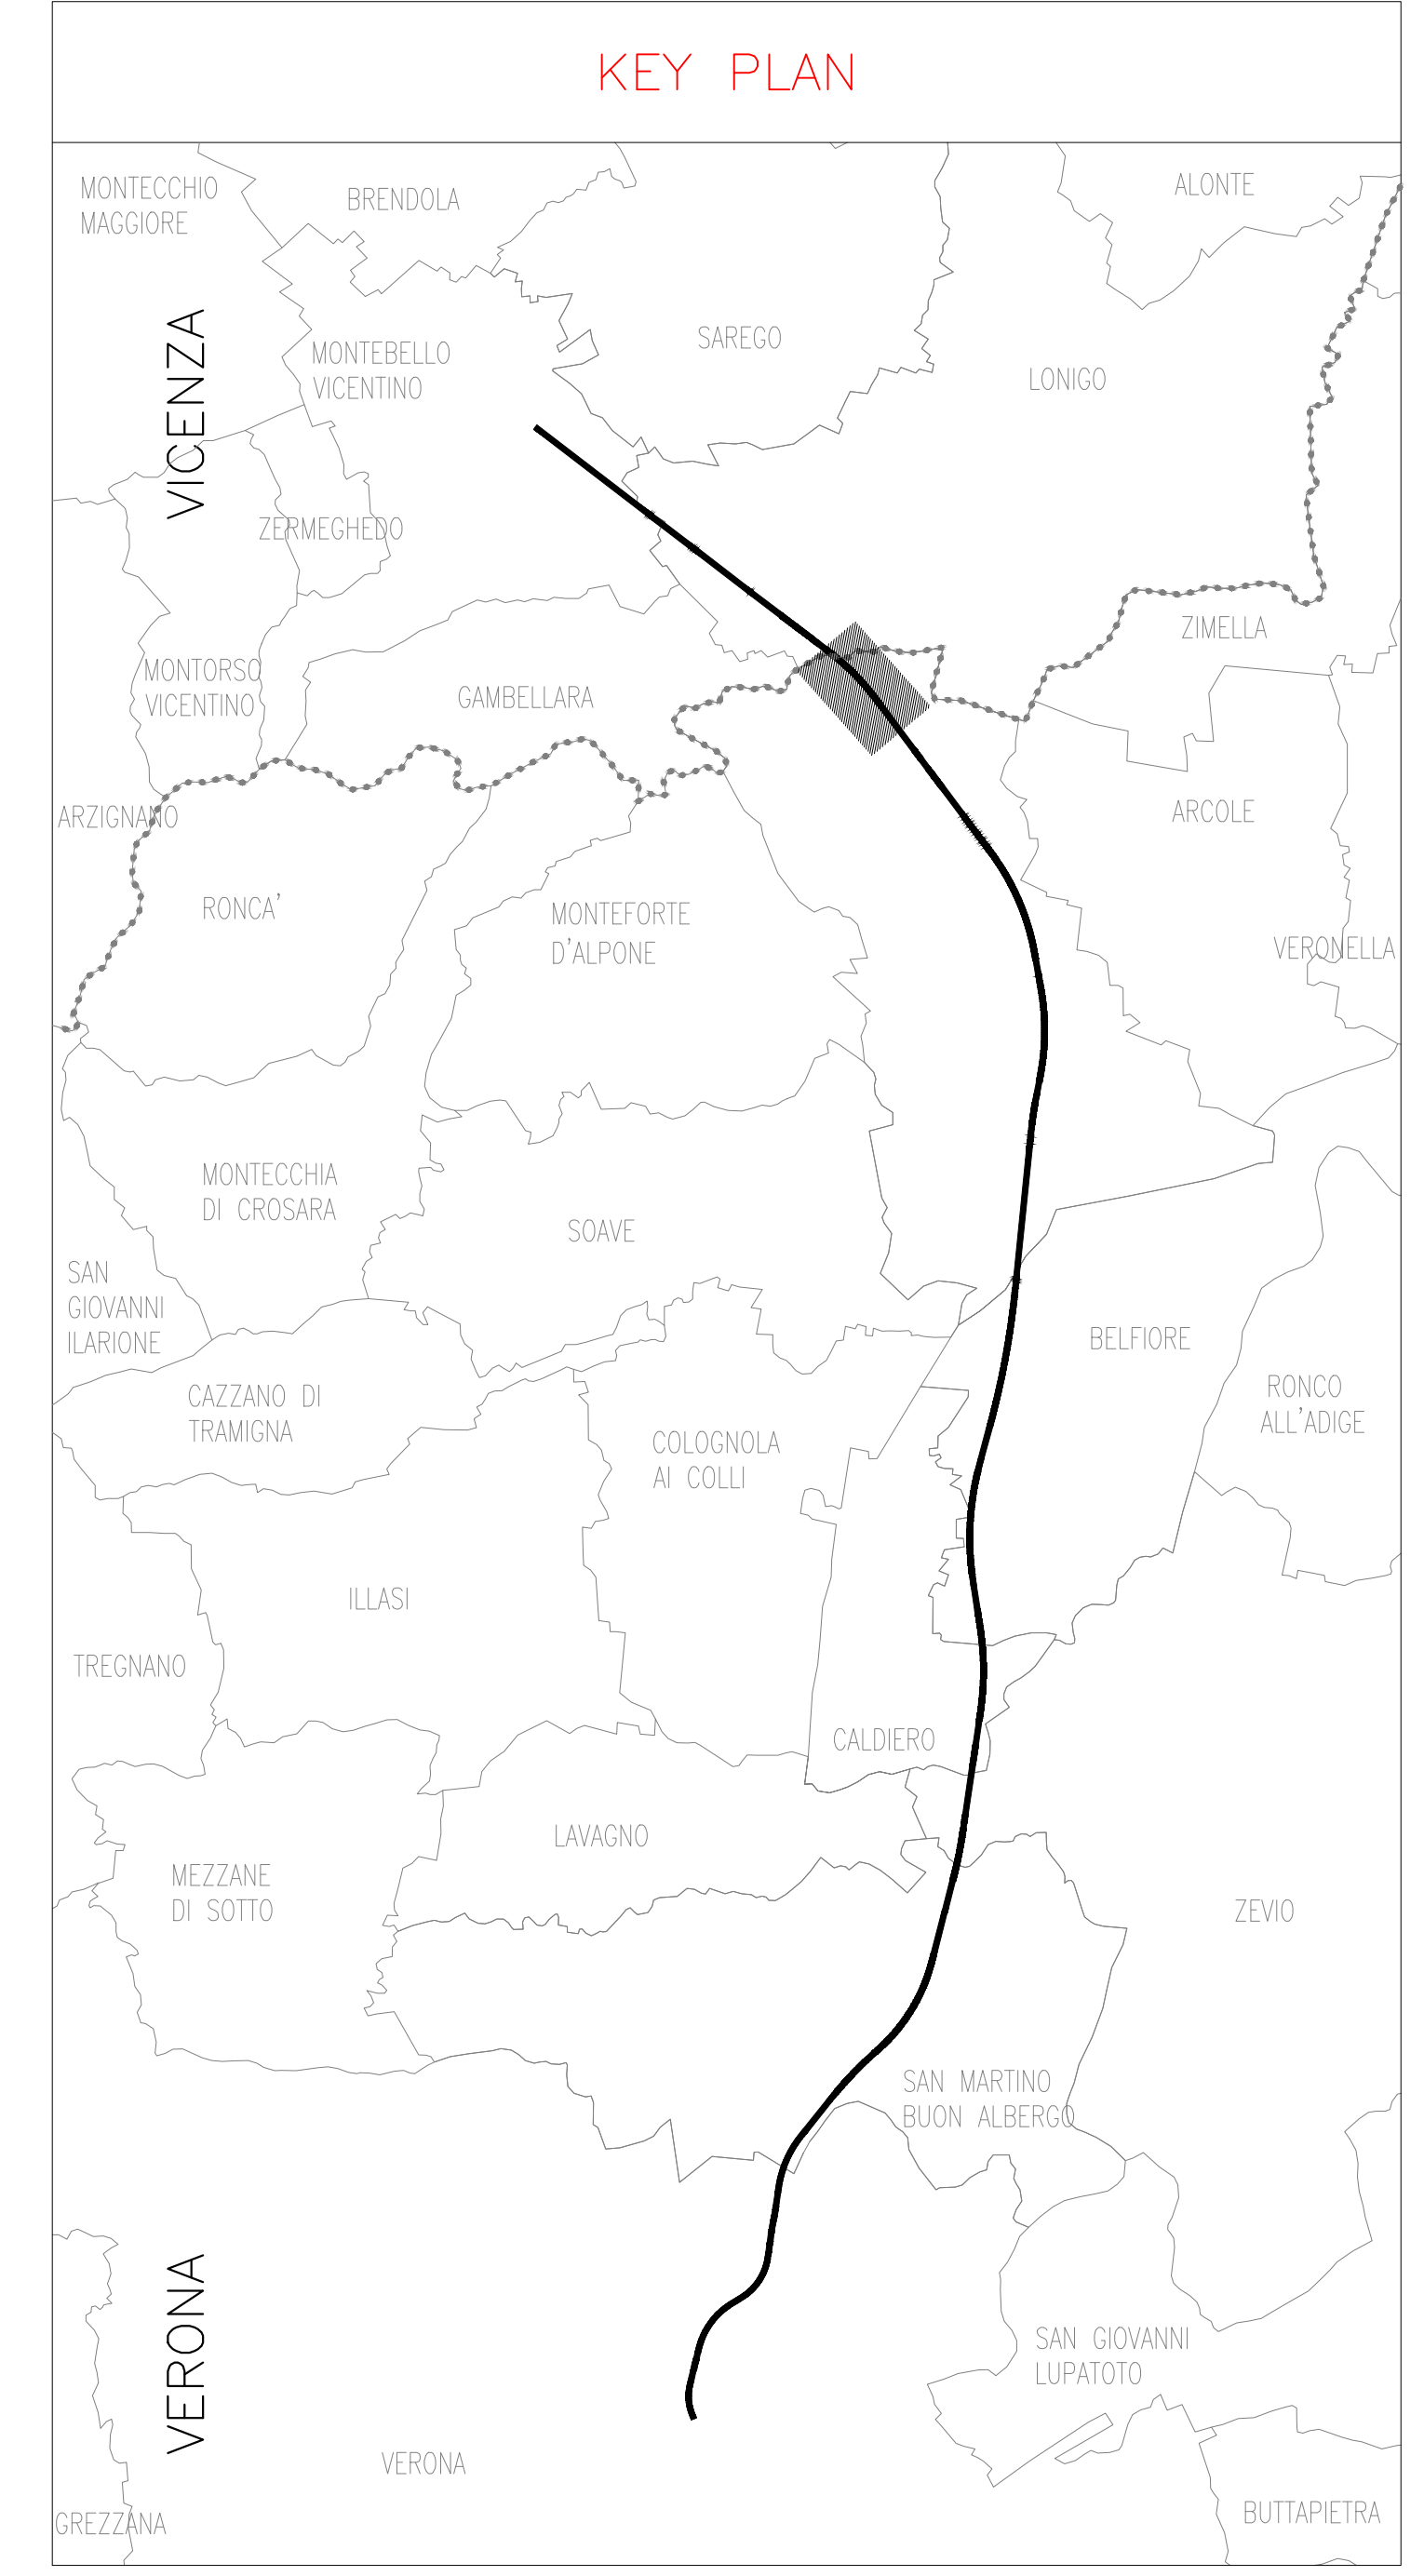 KEY PLAN
MONTECCHIO
MAGGIORE
BRENDOLA
ALONTE
VICENZA
SAREGO
MONTEBELLO
VICENTINO
LONIGO
ZERMEGHEDO
ZIMELLA
MONTORSO
VICENTINO
GAMBELLARA
ARZIGNANO
ARCOLE
RONCA'
MONTEFORTE
D'ALPONE
VERONELLA
MONTECCHIA
DI CROSARA
SOAVE
SAN
GIOVANNI
ILARIONE
BELFIORE
CAZZANO DI
TRAMIGNA
RONCO
ALL'ADIGE
COLOGNOLA
AI COLLI
ILLASI
TREGNANO
CALDIERO
LAVAGNO
MEZZANE
DI SOTTO
ZEVIO
SAN MARTINO
BUON ALBERGO
VERONA
SAN GIOVANNI
LUPATOTO
VERONA
GREZZANA
BUTTAPIETRA